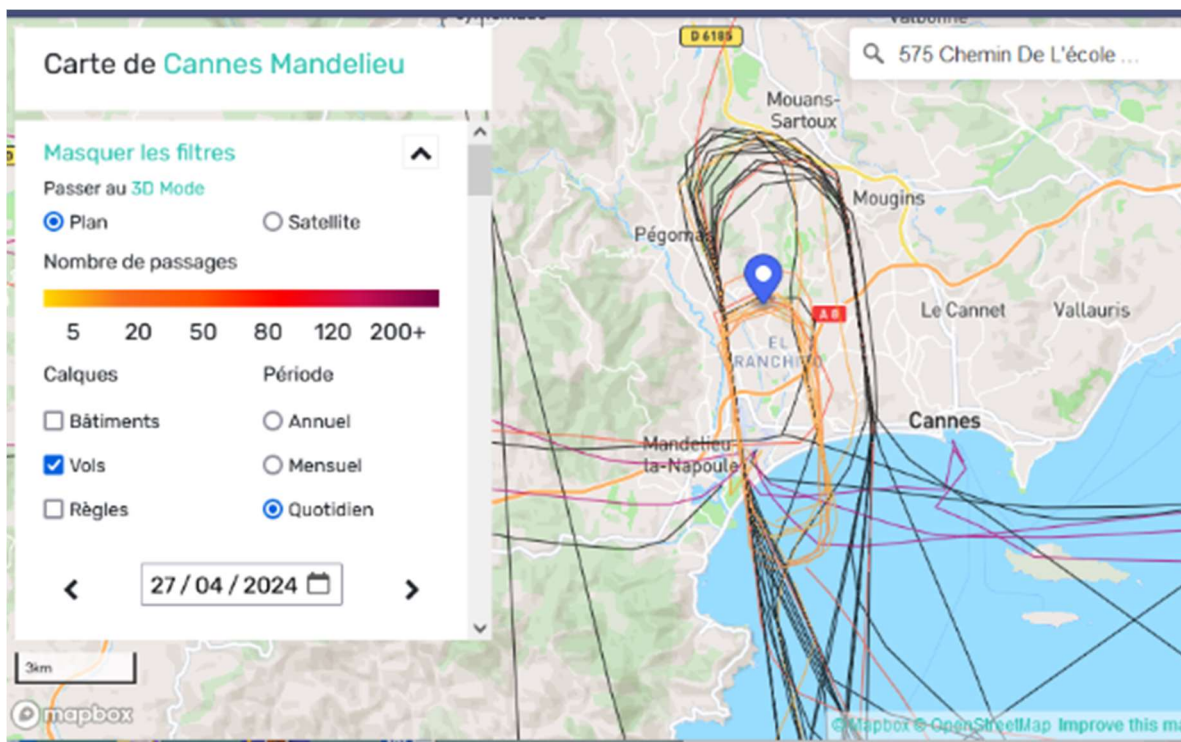 D 6185
Valbonne
Carte de Cannes Mandelieu
575 Chemin De L'école ...
Mouans-
Sartoux
Masquer les filtres
Passer au 3D Mode
Plan
Satellite
Mougins
Pégomas
Nombre de passages
5 20 50 80 120 200+
A 8
Le Cannet
Vallauris
EL
RANCHITO
Calques
Période
Bâtiments
Annuel
Cannes
Vols
Mensuel
Mandelieu-
la-Napoule
Règles
Quotidien
27 / 04 / 2024
3km
mapbox
© Mapbox © OpenStreetMap Improve this ma